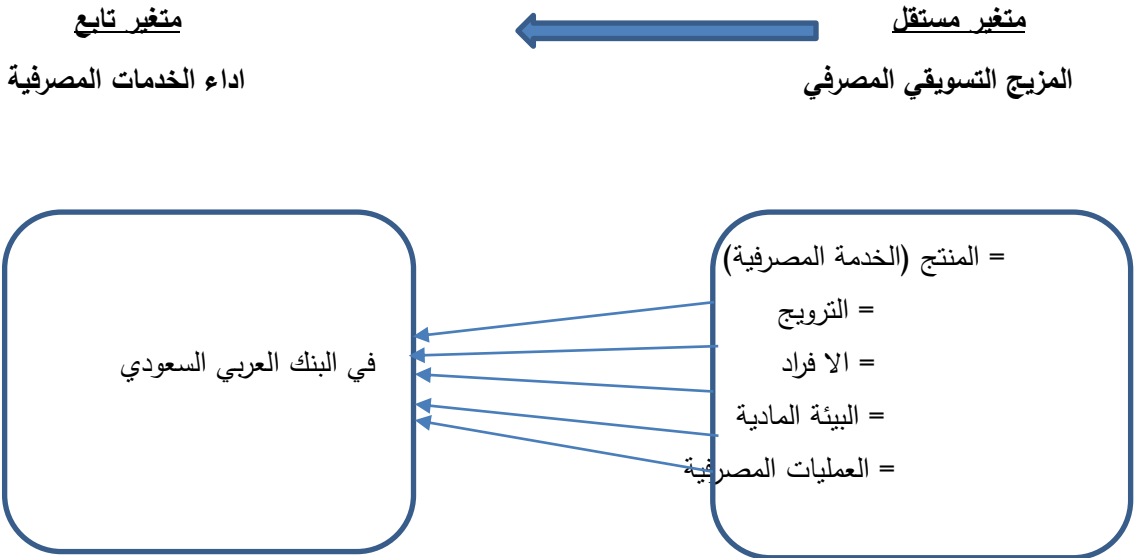 متغير مستقل
متغير تابع
المزيج التسويقي المصرفي
اداء الخدمات المصرفية
= المنتج (الخدمة المصرفية)
= الترويج
= الا فراد
= البيئة المادية
= العمليات المصرفية
في البنك العربي السعودي